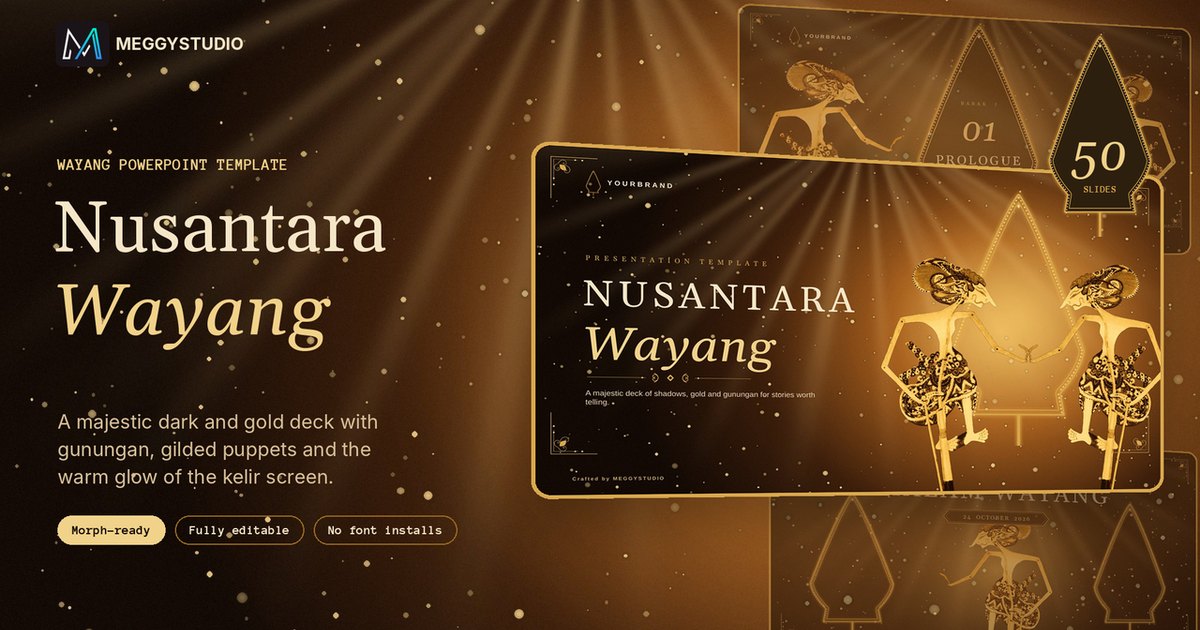 MEGGYSTUDIO
WAYANG POWERPOINT TEMPLATE
Nusantara
Wayang
A majestic dark and gold deck with
gunungan, gilded puppets and the
warm glow of the kelir screen.
Morph-ready
Fully editable
No font installs
YOURBRAND
BABAK
01
PROLOGUE
50
SLIDES
YOURBRAND
PRESENTATION TEMPLATE
NUSANTARA
Wayang
A majestic deck of shadows, gold and gunungan for stories worth
telling.
Crafted by MEGGYSTUDIO
WAYANG
24 OCTOBER 2026